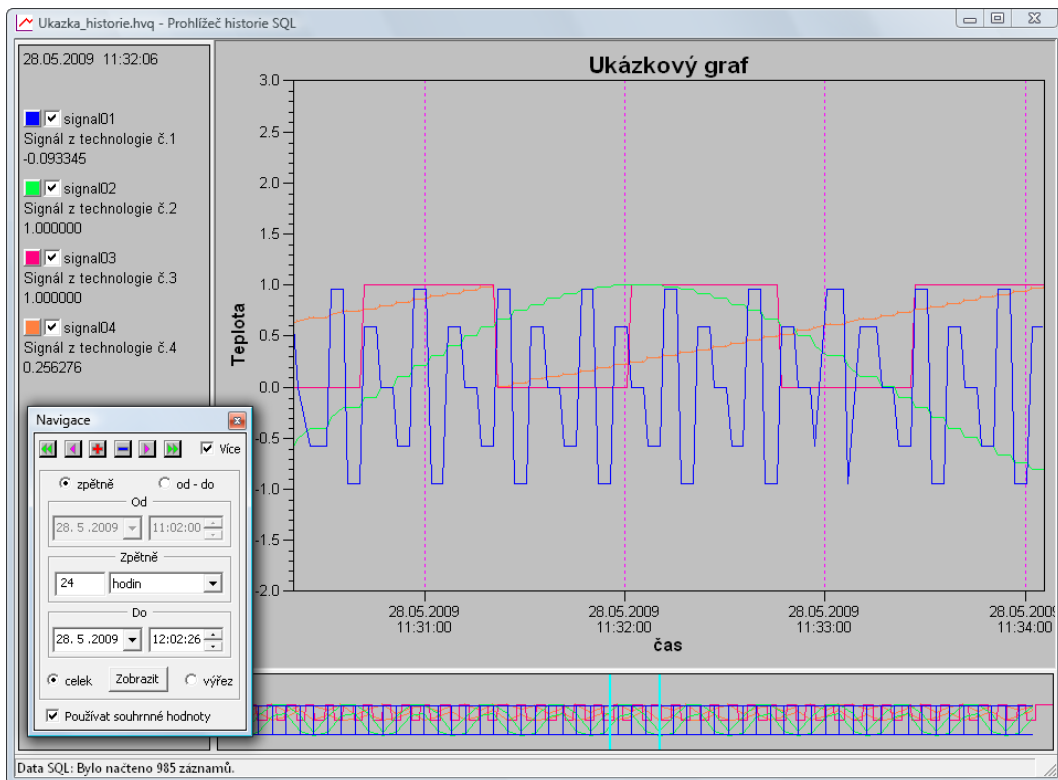 Ukazka_historie.hvq - Prohlížeč historie SQL
28.05.2009 11:32:06
signal01
Signál z technologie č.1
-0.093345
signal02
Signál z technologie č.2
1.000000
signal03
Signál z technologie č.3
1.000000
signal04
Signál z technologie č.4
0.256276
Ukázkový graf
Teplota
3.0
2.5
2.0
1.5
1.0
0.5
0.0
-0.5
-1.0
-1.5
-2.0
28.05.2009
11:31:00
28.05.2009
11:32:00
28.05.2009
11:33:00
28.05.2009
11:34:00
čas
Navigace
Více
zpětně
od - do
Od
28. 5 .2009
11:02:00
Zpětně
24
hodin
Do
28. 5 .2009
12:02:26
celek
Zobrazit
výřez
Používat souhrnné hodnoty
Data SQL: Bylo načteno 985 záznamů.